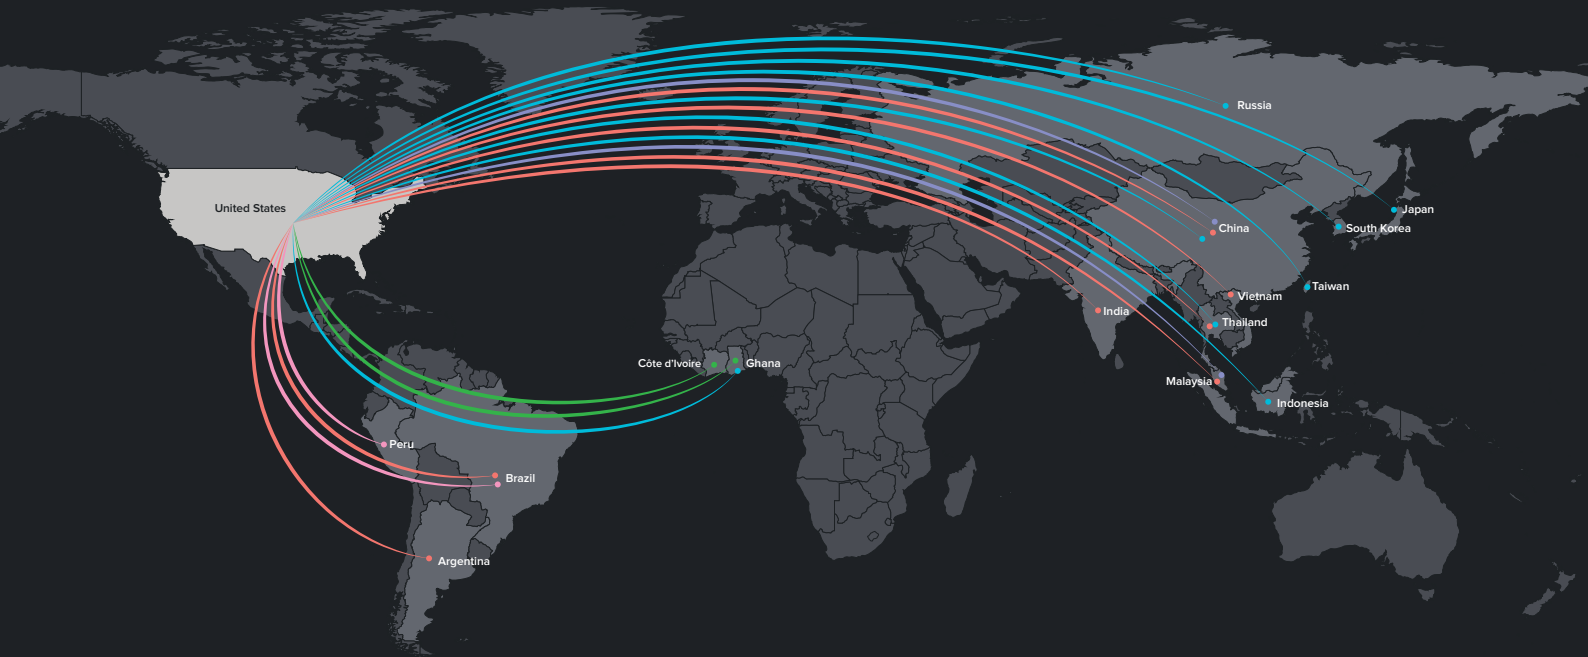 Russia
United States
Japan
China
South Korea
Taiwan
Vietnam
India
Thailand
Côte d'Ivoire
Ghana
Malaysia
Indonesia
Peru
Brazil
Argentina